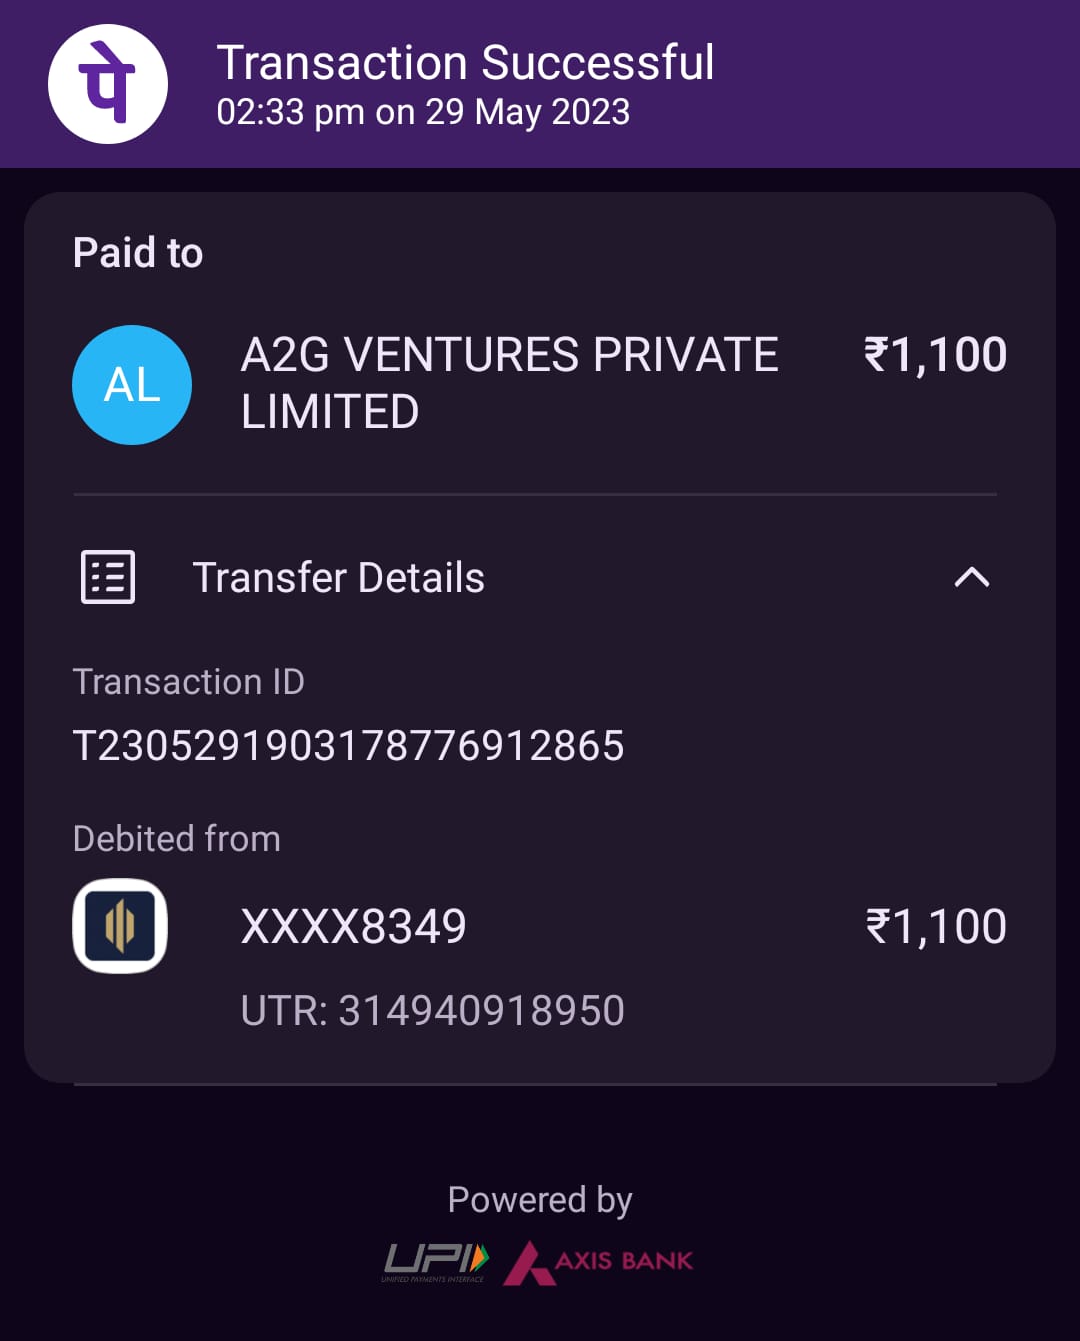 पे
Transaction Successful
02:33 pm on 29 May 2023
Paid to
AL
A2G VENTURES PRIVATE
LIMITED
₹1,100
Transfer Details
Transaction ID
T2305291903178776912865
Debited from
XXXX8349
₹1,100
UTR: 314940918950
Powered by
UPI
UNIFIED PAYMENTS INTERFACE
AXIS BANK